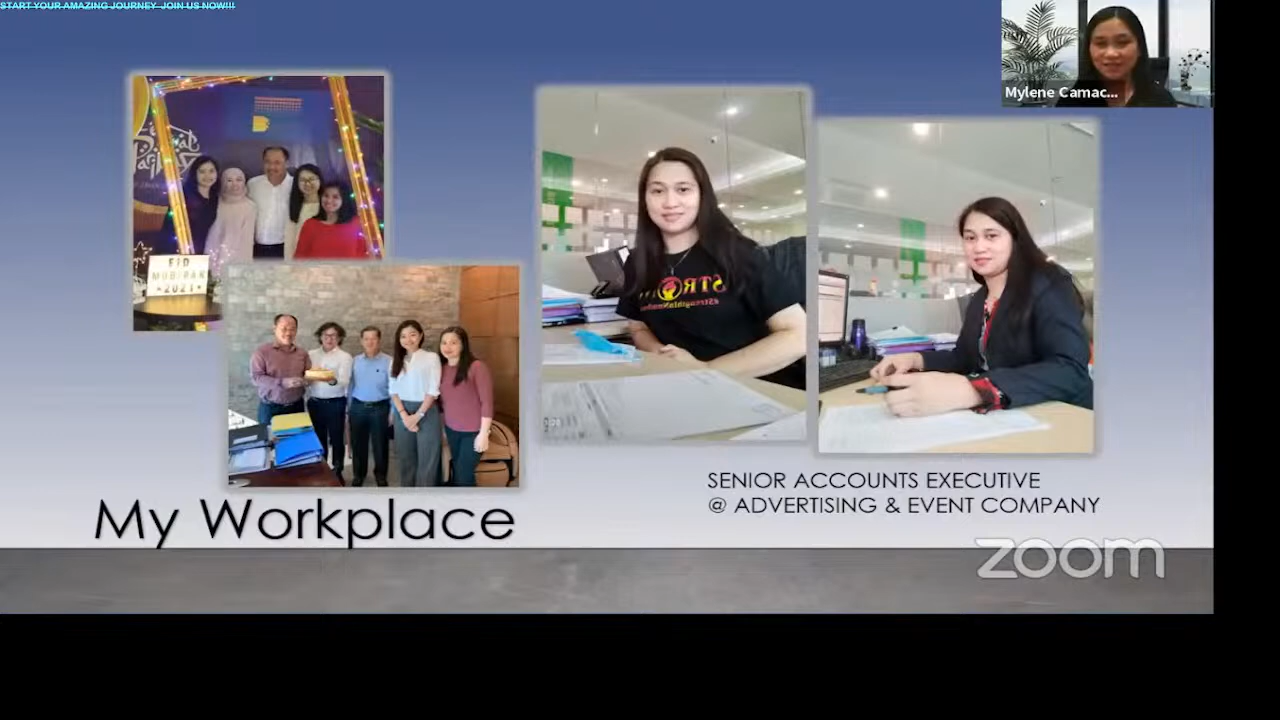 START YOUR AMAZING JOURNEY JOIN US NOW!!!
Mylene Camac...
EID
MUBARAK
2021
My Workplace
SENIOR ACCOUNTS EXECUTIVE
@ ADVERTISING & EVENT COMPANY
zoom